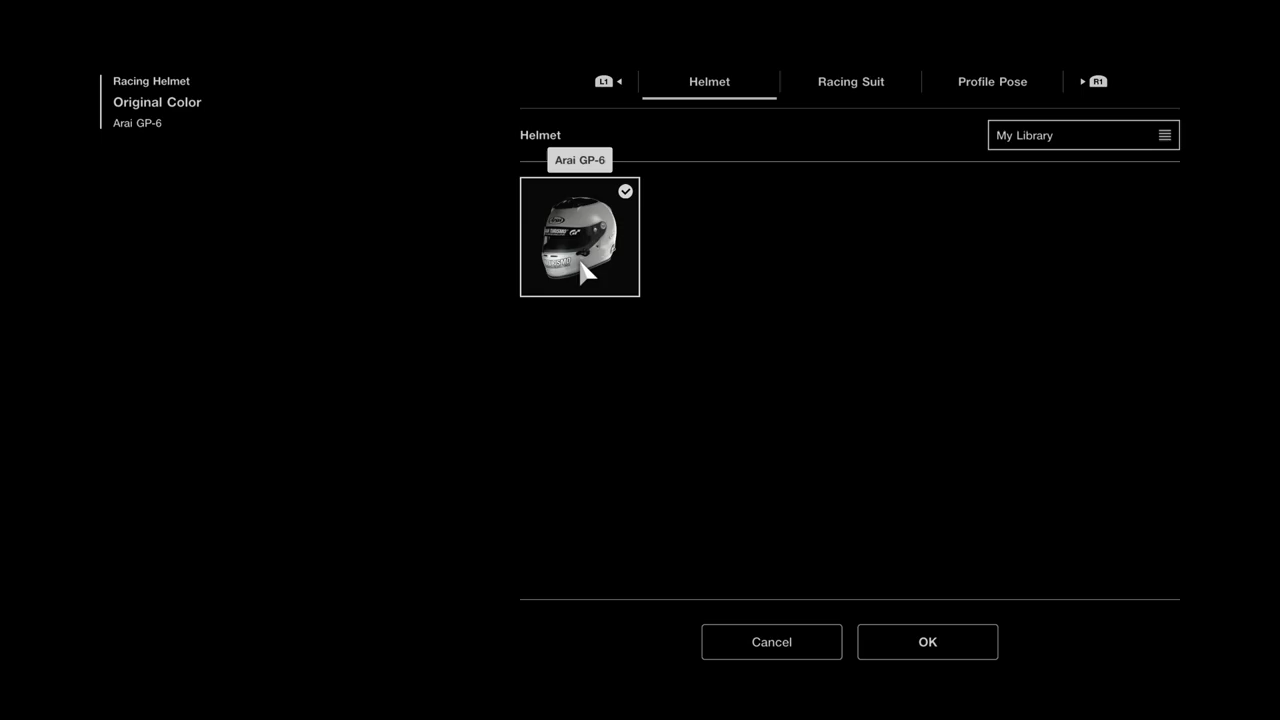 Racing Helmet
Original Color
Arai GP-6
L1
Helmet
Racing Suit
Profile Pose
R1
Helmet
My Library
Arai GP-6
Cancel
OK